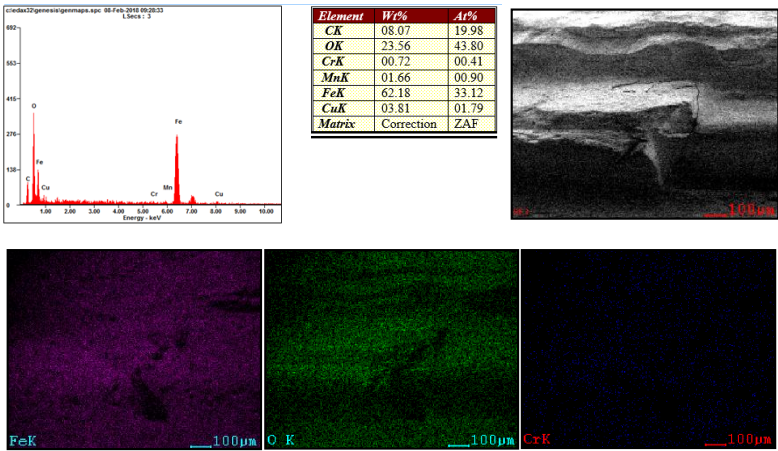 c:\edax32\genesis\genmaps.spc 08-Feb-2018 09:28:33
LSecs : 3
692
553
415
276
138
0
O
Fe
C
Cu
Fe
Cr
Mn
Cu
1.00 2.00 3.00 4.00 5.00 6.00 7.00 8.00 9.00 10.00
Energy - keV
Element Wt% At%
CK 08.07 19.98
OK 23.56 43.80
CrK 00.72 00.41
MnK 01.66 00.90
FeK 62.18 33.12
CuK 03.81 01.79
Matrix Correction ZAF
100µm
FeK 100µm
O K 100µm
CrK 100µm